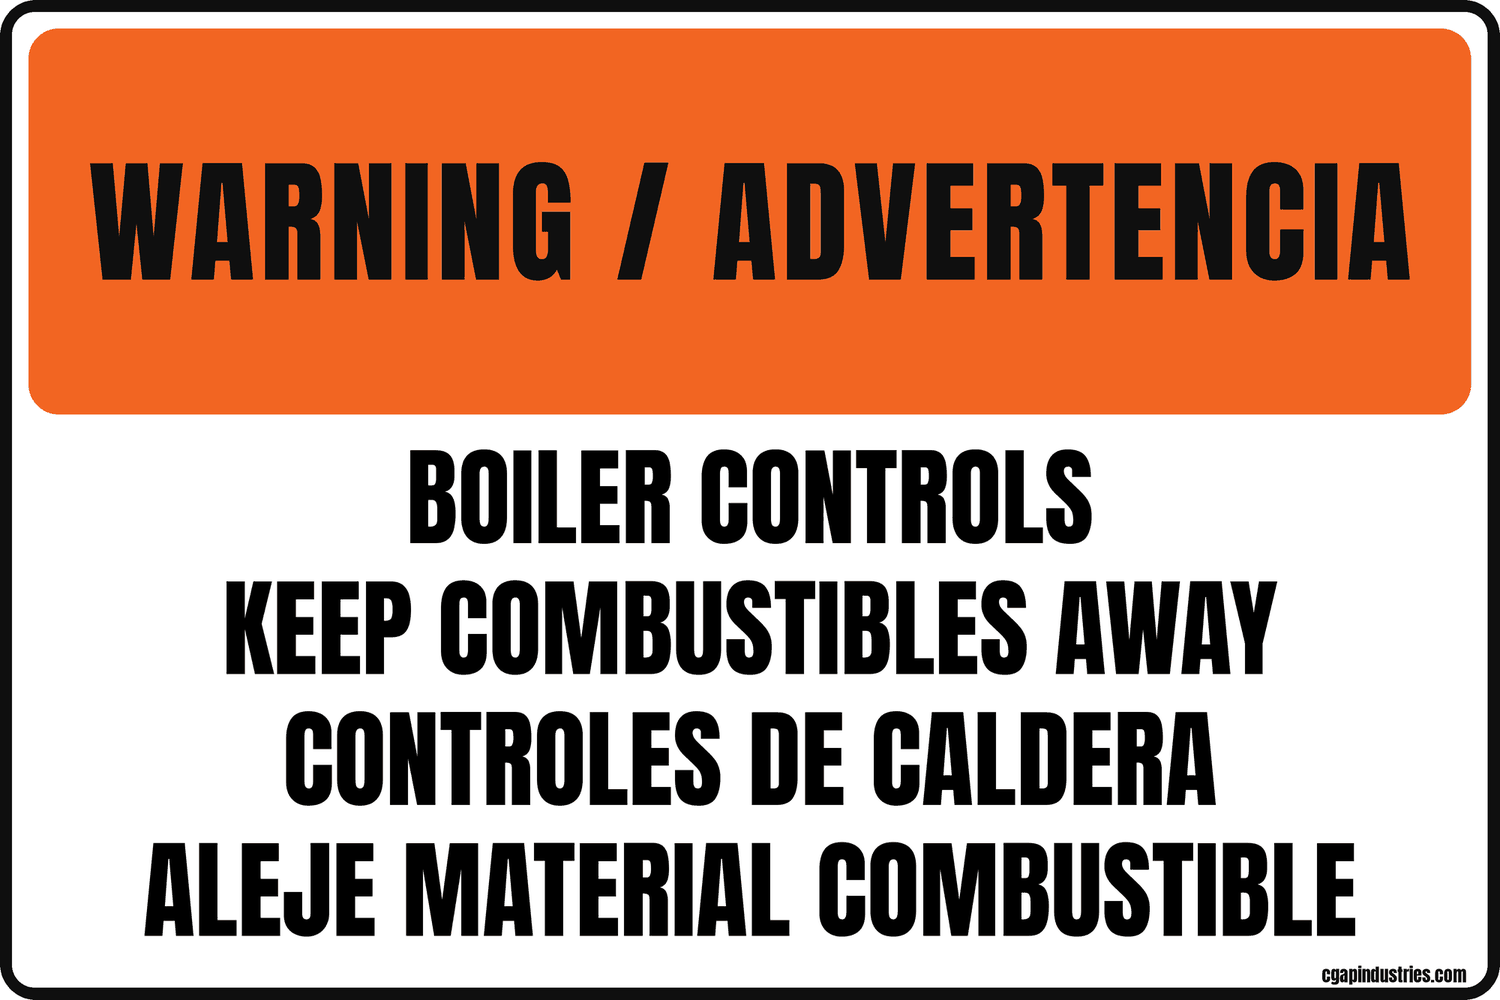 WARNING / ADVERTENCIA
BOILER CONTROLS
KEEP COMBUSTIBLES AWAY
CONTROLES DE CALDERA
ALEJE MATERIAL COMBUSTIBLE
cgapindustries.com